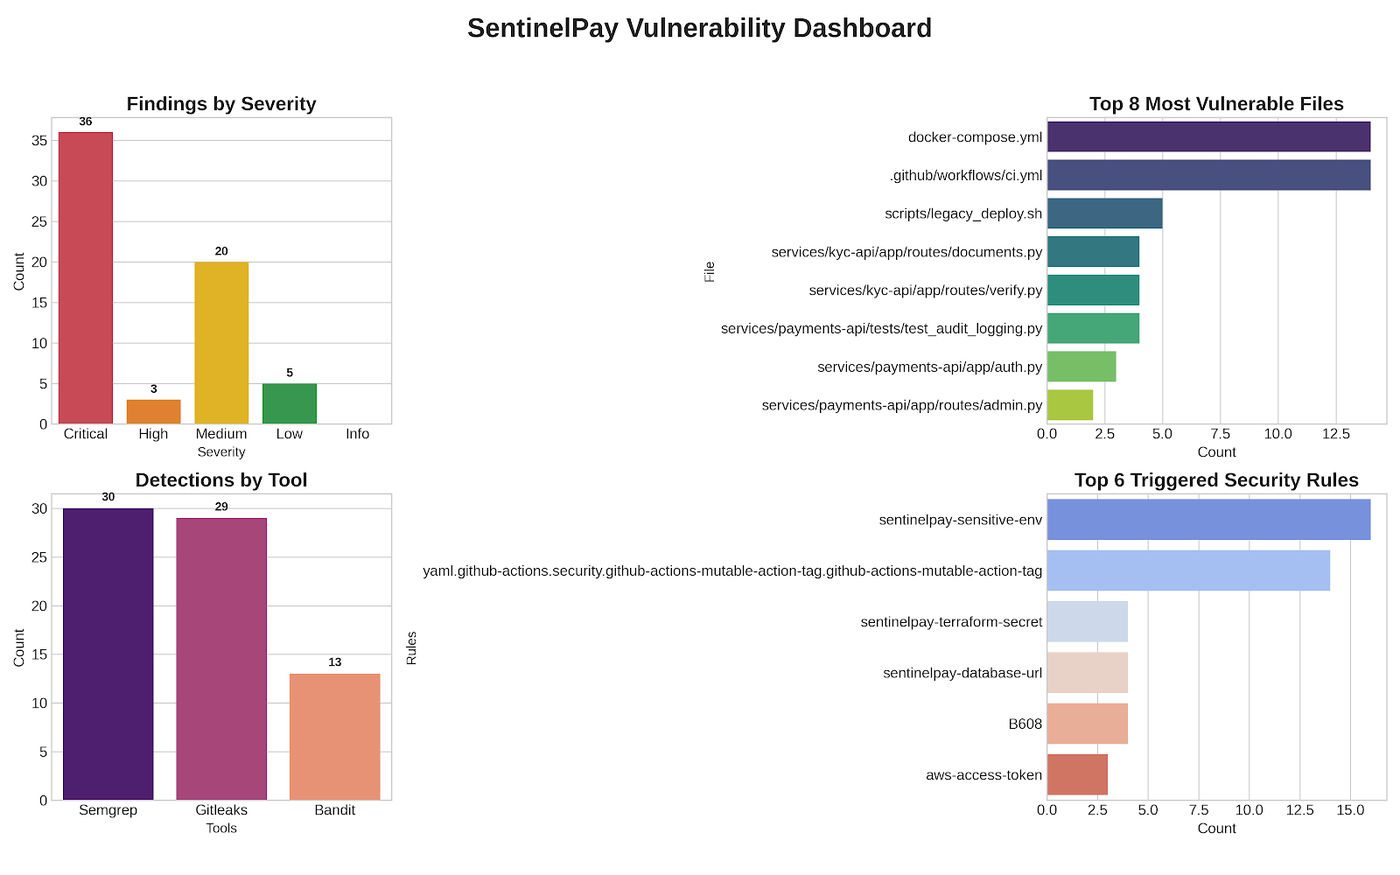 SentinelPay Vulnerability Dashboard
Findings by Severity
36
3
20
5
35
30
25
20
15
10
5
0
Count
Critical High Medium Low Info
Severity
Top 8 Most Vulnerable Files
File
docker-compose.yml
.github/workflows/ci.yml
scripts/legacy_deploy.sh
services/kyc-api/app/routes/documents.py
services/kyc-api/app/routes/verify.py
services/payments-api/tests/test_audit_logging.py
services/payments-api/app/auth.py
services/payments-api/app/routes/admin.py
0.0 2.5 5.0 7.5 10.0 12.5
Count
Detections by Tool
30
29
13
30
25
20
15
10
5
0
Count
Semgrep Gitleaks Bandit
Tools
Top 6 Triggered Security Rules
Rules
sentinelpay-sensitive-env
yaml.github-actions.security.github-actions-mutable-action-tag.github-actions-mutable-action-tag
sentinelpay-terraform-secret
sentinelpay-database-url
B608
aws-access-token
0.0 2.5 5.0 7.5 10.0 12.5 15.0
Count